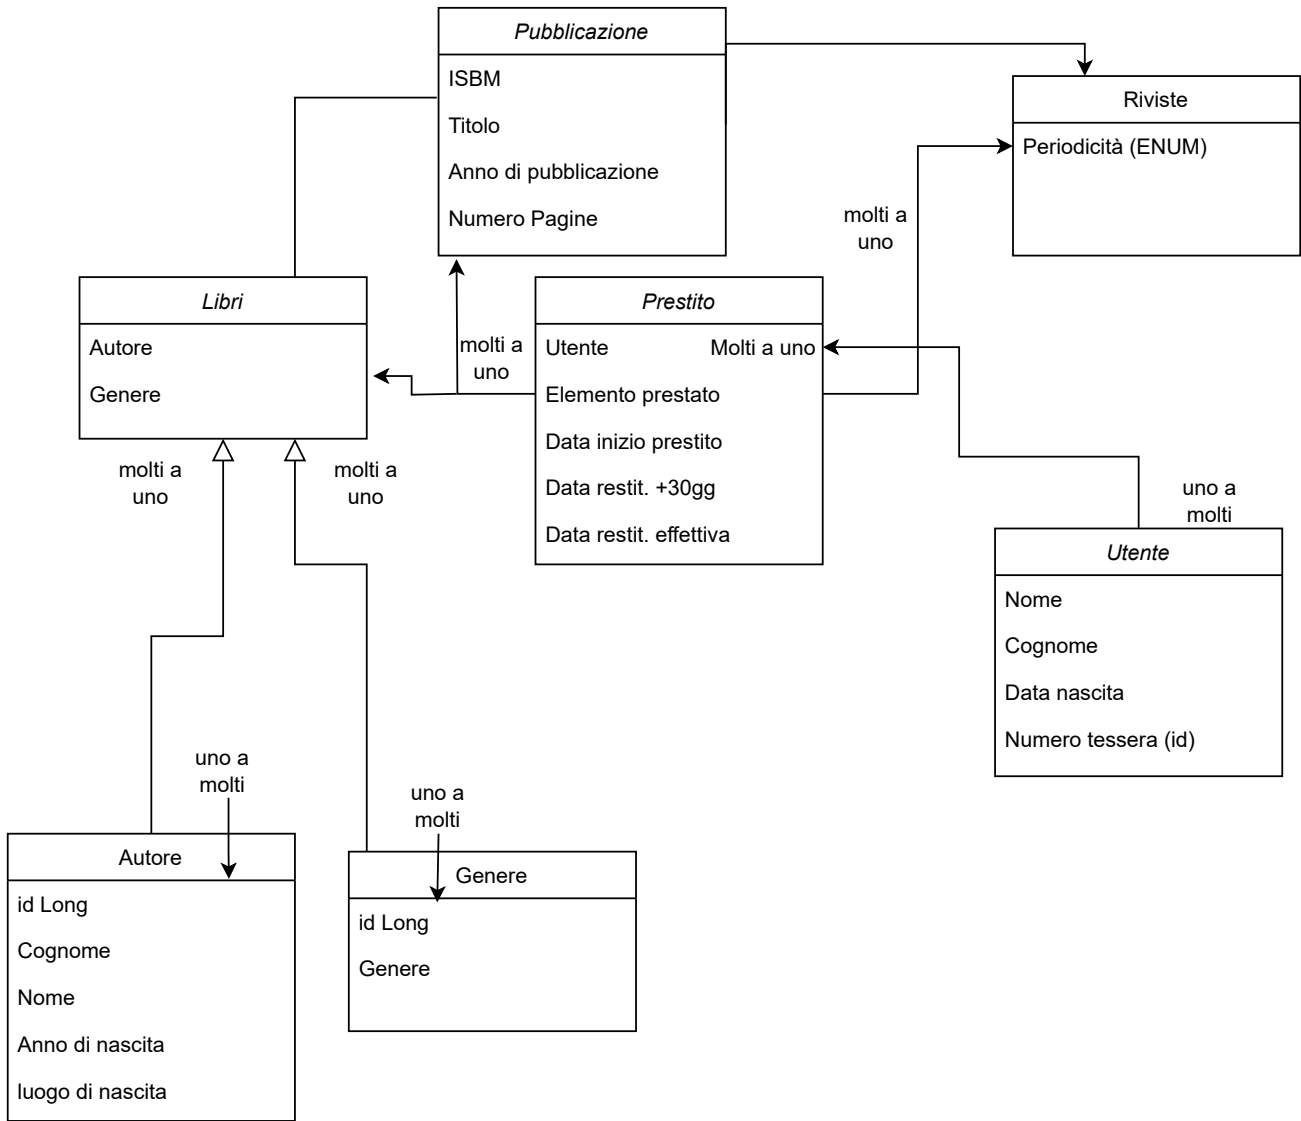 Pubblicazione
ISBM
Titolo
Anno di pubblicazione
Numero Pagine
Riviste
Periodicità (ENUM)
molti a
uno
Libri
Autore
Genere
molti a
uno
Prestito
Utente
Molti a uno
Elemento prestato
Data inizio prestito
Data restit. +30gg
Data restit. effettiva
molti a
uno
molti a
uno
uno a
molti
Utente
Nome
Cognome
Data nascita
Numero tessera (id)
uno a
molti
Autore
id Long
Cognome
Nome
Anno di nascita
luogo di nascita
uno a
molti
Genere
id Long
Genere